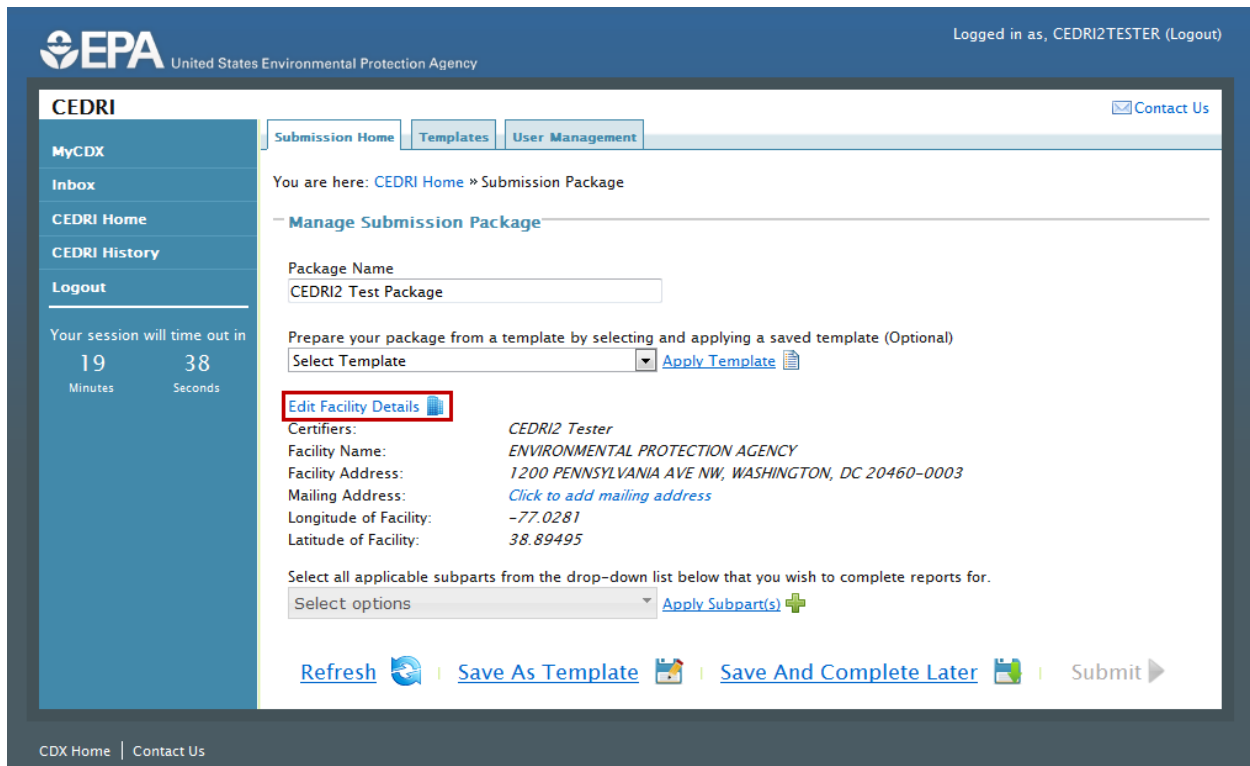 Logged in as, CEDRI2TESTER (Logout)
EPA United States Environmental Protection Agency
CEDRI
Contact Us
MyCDX
Inbox
CEDRI Home
CEDRI History
Logout
Your session will time out in
19 38
Minutes Seconds
Submission Home Templates User Management
You are here: CEDRI Home » Submission Package
Manage Submission Package
Package Name
CEDRI2 Test Package
Prepare your package from a template by selecting and applying a saved template (Optional)
Select Template Apply Template
Edit Facility Details
Certifiers: CEDRI2 Tester
Facility Name: ENVIRONMENTAL PROTECTION AGENCY
Facility Address: 1200 PENNSYLVANIA AVE NW, WASHINGTON, DC 20460-0003
Mailing Address: Click to add mailing address
Longitude of Facility: -77.0281
Latitude of Facility: 38.89495
Select all applicable subparts from the drop-down list below that you wish to complete reports for.
Select options Apply Subpart(s)
Refresh Save As Template Save And Complete Later Submit
CDX Home | Contact Us